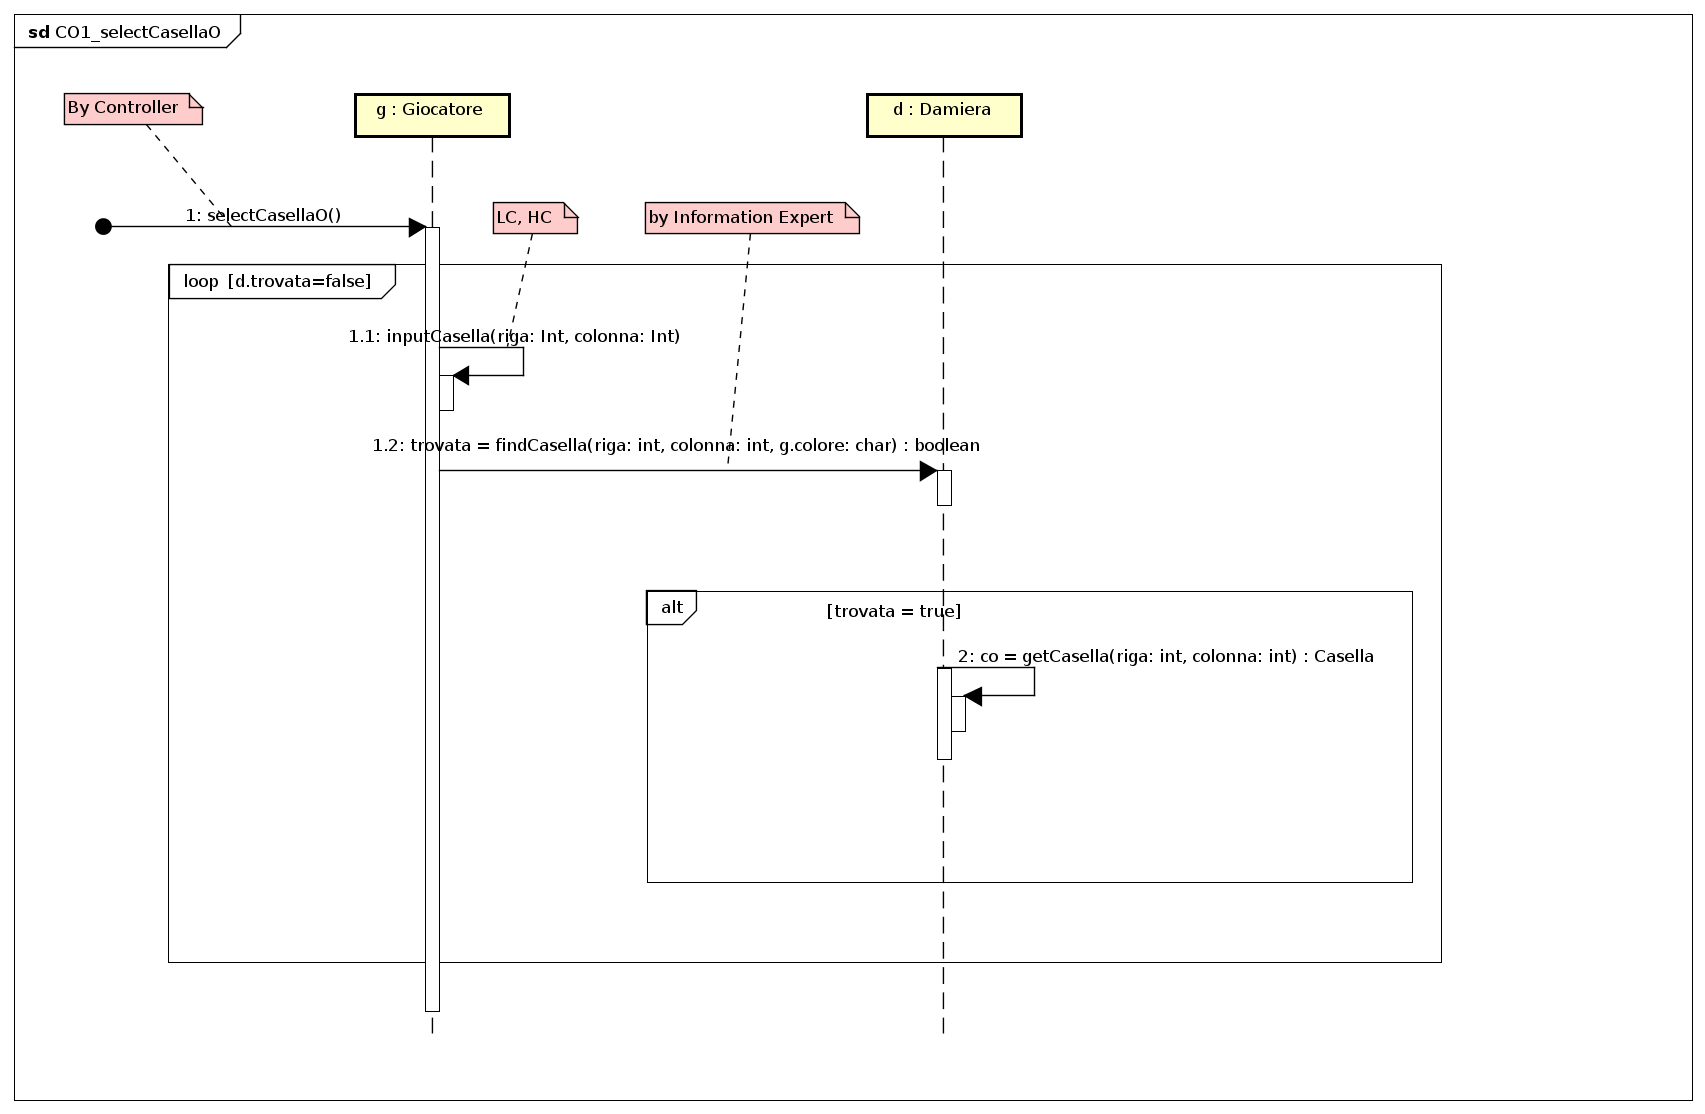 sd CO1_selectCasellaO
By Controller
g : Giocatore
d : Damiera
1: selectCasellaO()
LC, HC
by Information Expert
loop [d.trovata=false]
1.1: inputCasella(riga: Int, colonna: Int)
1.2: trovata = findCasella(riga: int, colonna: int, g.colore: char) : boolean
alt
[trovata = true]
2: co = getCasella(riga: int, colonna: int) : Casella